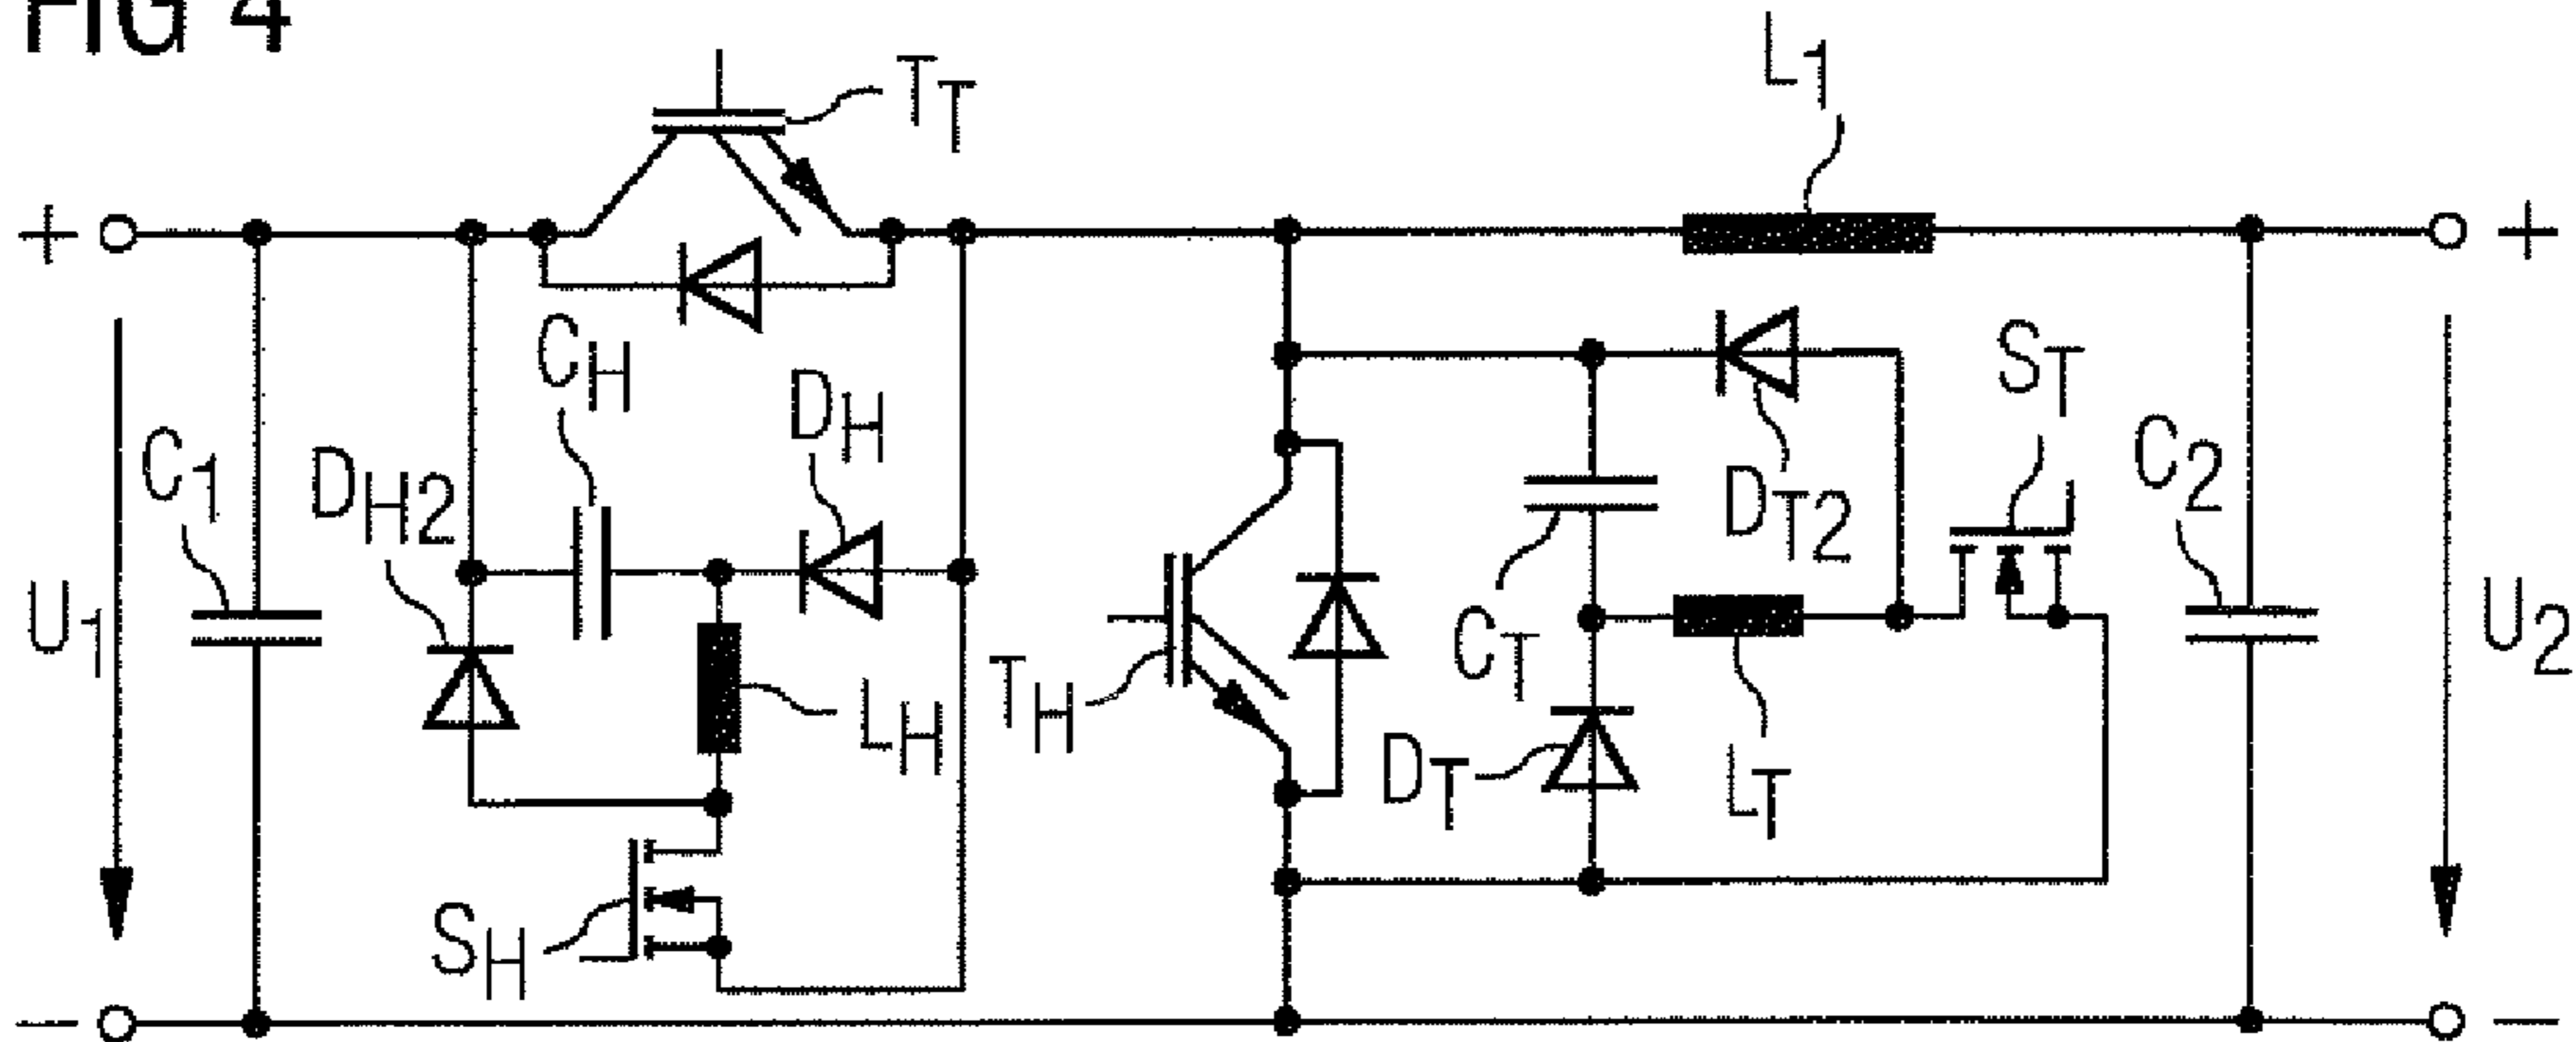 FIG 4
TT
L1
+
+
CH
ST
DH
C1
C2
DH2
DT2
U1
U2
CT
TH
LH
DT
LT
SH
−
−